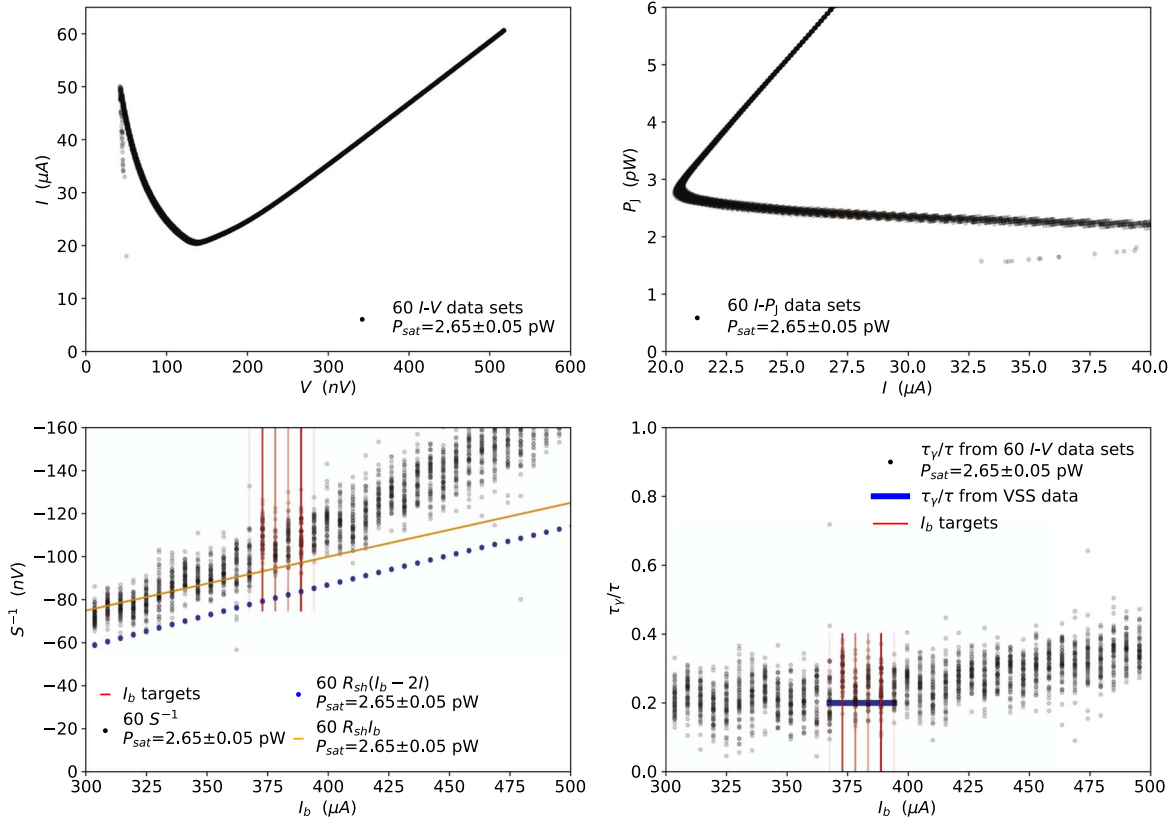 60
50
40
30
20
10
0
I (μA)
0 100 200 300 400 500 600
V (nV)
60 I-V data sets
P_sat=2.65±0.05 pW
6
5
4
3
2
1
0
P_J (pW)
20.0 22.5 25.0 27.5 30.0 32.5 35.0 37.5 40.0
I (μA)
60 I-P_J data sets
P_sat=2.65±0.05 pW
−160
−140
−120
−100
−80
−60
−40
−20
0
S⁻¹ (nV)
300 325 350 375 400 425 450 475 500
I_b (μA)
I_b targets
60 S⁻¹
P_sat=2.65±0.05 pW
60 R_sh(I_b − 2I)
P_sat=2.65±0.05 pW
60 R_shI_b
P_sat=2.65±0.05 pW
1.0
0.8
0.6
0.4
0.2
0.0
τ_γ/τ
300 325 350 375 400 425 450 475 500
I_b (μA)
τ_γ/τ from 60 I-V data sets
P_sat=2.65±0.05 pW
τ_γ/τ from VSS data
I_b targets